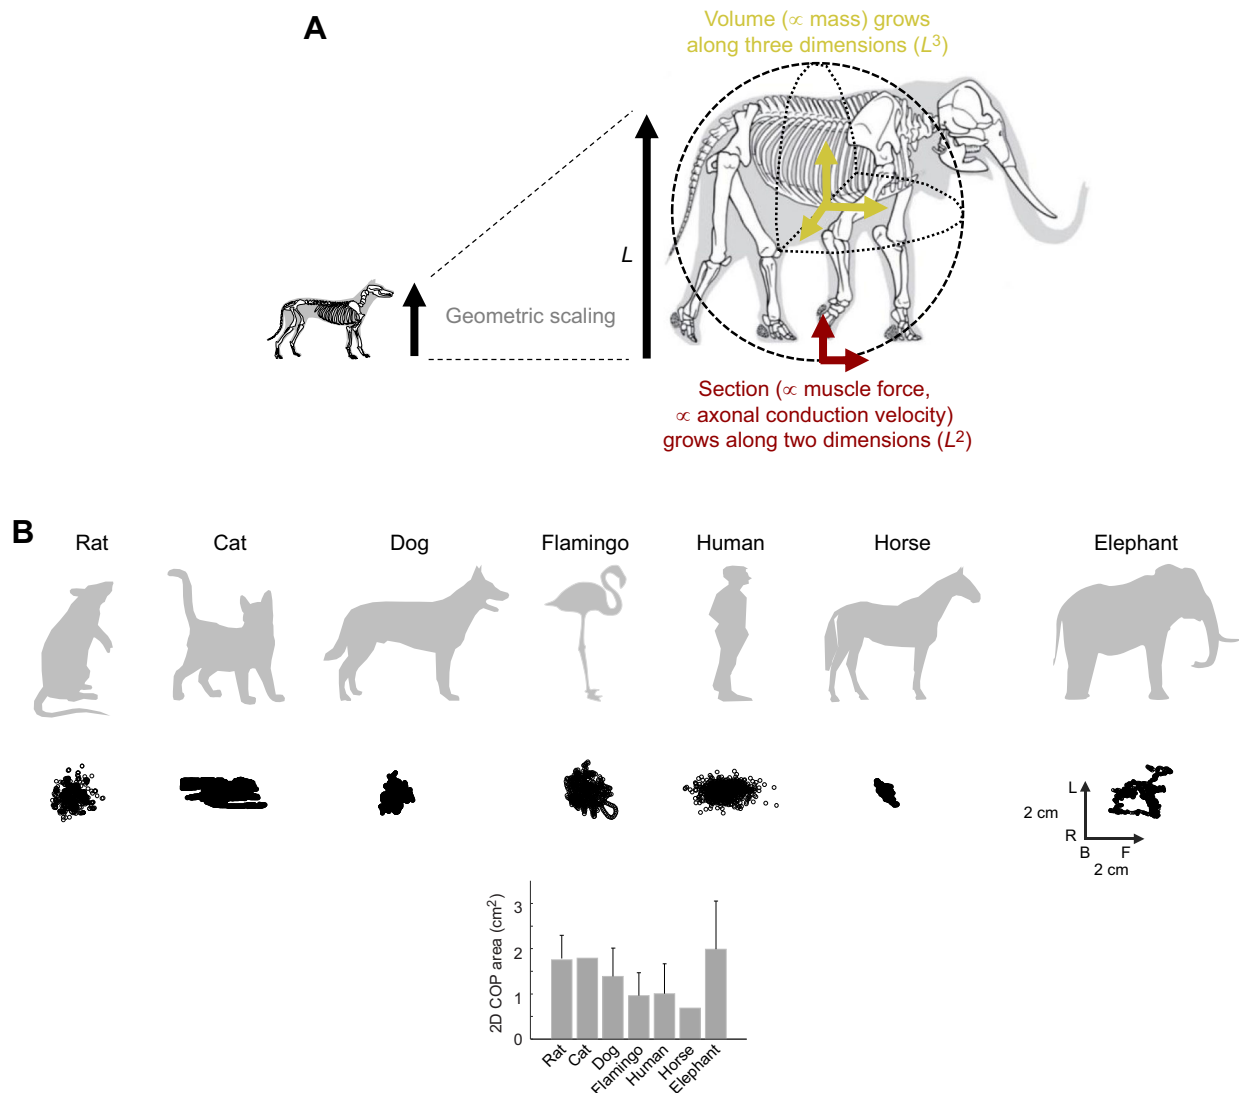 A
Volume (∝ mass) grows
along three dimensions (L³)
L
Geometric scaling
Section (∝ muscle force,
∝ axonal conduction velocity)
grows along two dimensions (L²)
B
Rat Cat Dog Flamingo Human Horse Elephant
L
2 cm
R
B F
2 cm
2D COP area (cm²)
3
2
1
0
Rat Cat Dog Flamingo Human Horse Elephant